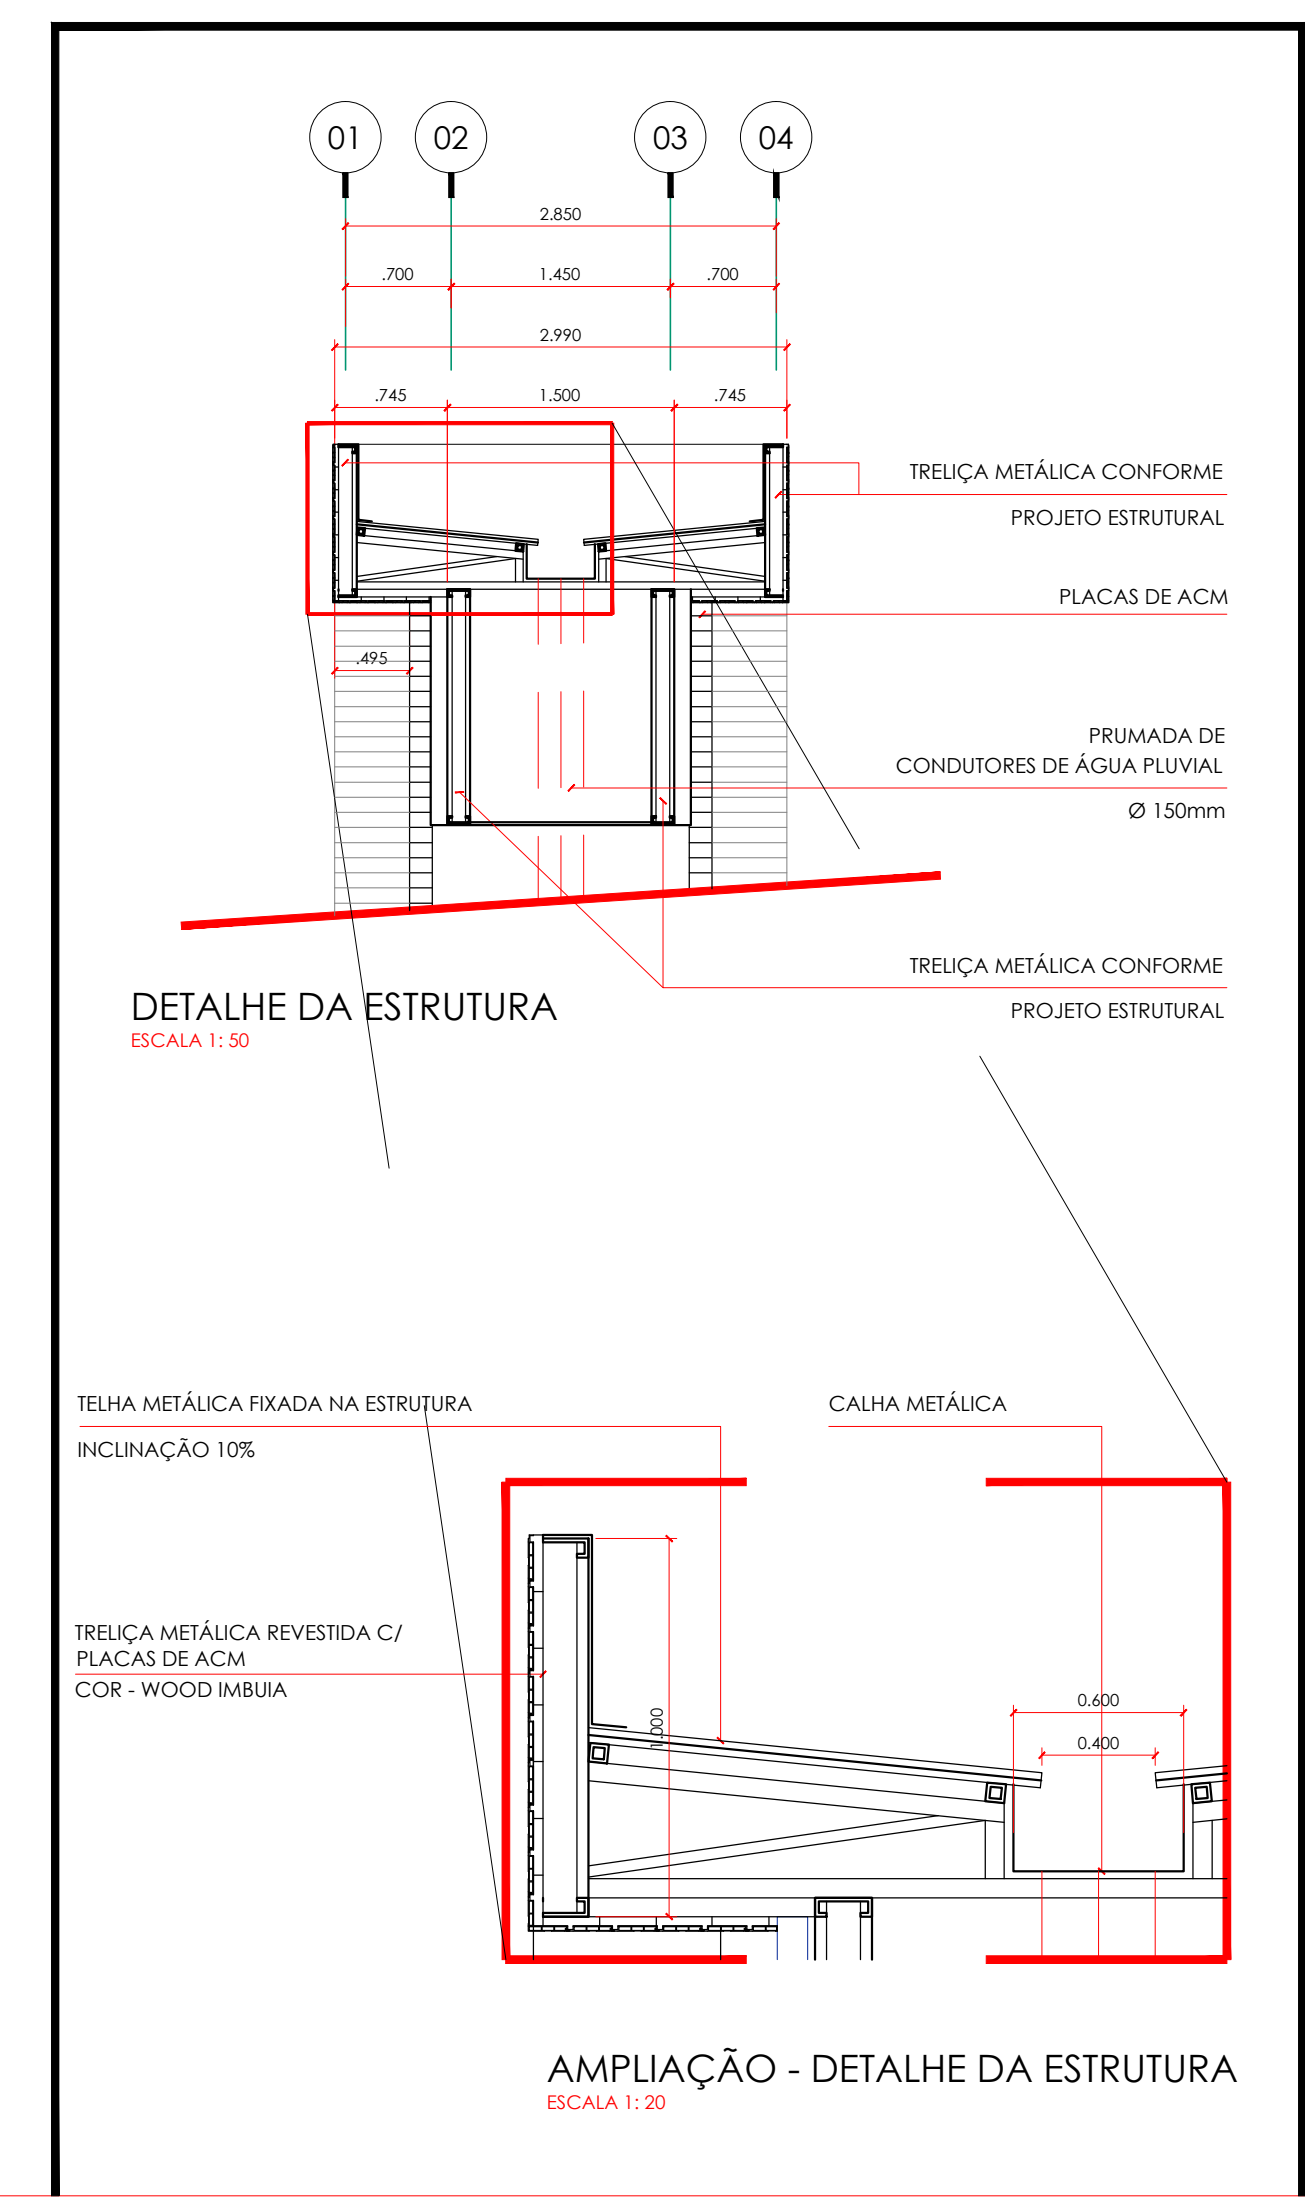 01 02 03 04
2.850
.700 1.450 .700
2.990
.745 1.500 .745
TRELIÇA METÁLICA CONFORME
PROJETO ESTRUTURAL
PLACAS DE ACM
.495
PRUMADA DE
CONDUTORES DE ÁGUA PLUVIAL
Ø 150mm
TRELIÇA METÁLICA CONFORME
PROJETO ESTRUTURAL
DETALHE DA ESTRUTURA
ESCALA 1: 50
TELHA METÁLICA FIXADA NA ESTRUTURA
INCLINAÇÃO 10%
CALHA METÁLICA
TRELIÇA METÁLICA REVESTIDA C/
PLACAS DE ACM
COR - WOOD IMBUIA
1.000
0.600
0.400
AMPLIAÇÃO - DETALHE DA ESTRUTURA
ESCALA 1: 20